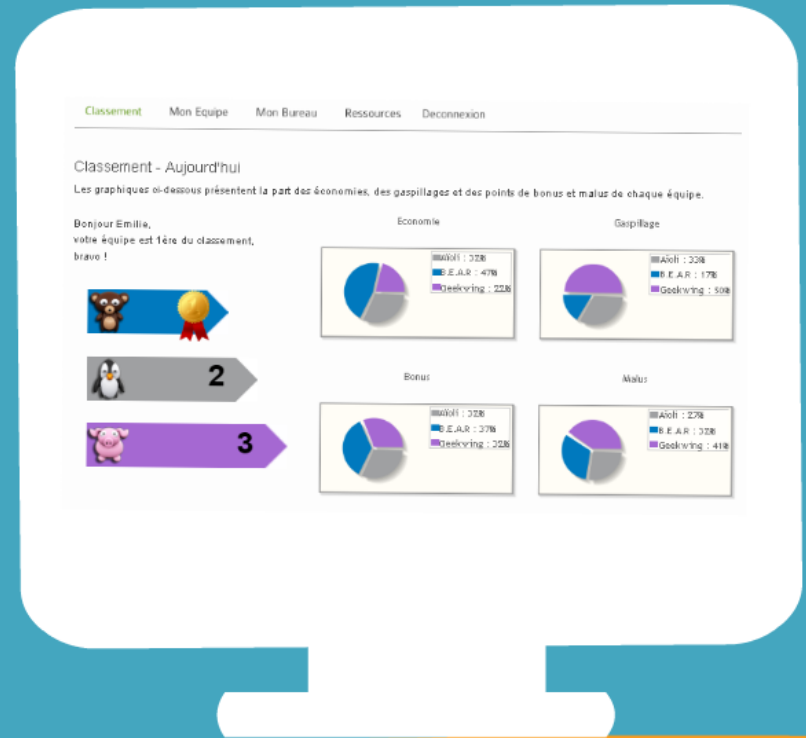 Classement Mon Equipe Mon Bureau Ressources Deconnexion
Classement - Aujourd'hui
Les graphiques ci-dessous présentent la part des économies, des gaspillages et des points de bonus et malus de chaque équipe.
Bonjour Emilie,
votre équipe est 1ère du classement,
bravo !
2
3
Economie
Aïoli : 32%
B.E.A.R : 47%
Geekwing : 22%
Gaspillage
Aïoli : 33%
B.E.A.R : 17%
Geekwing : 50%
Bonus
Aïoli : 32%
B.E.A.R : 37%
Geekwing : 32%
Malus
Aïoli : 27%
B.E.A.R : 32%
Geekwing : 41%